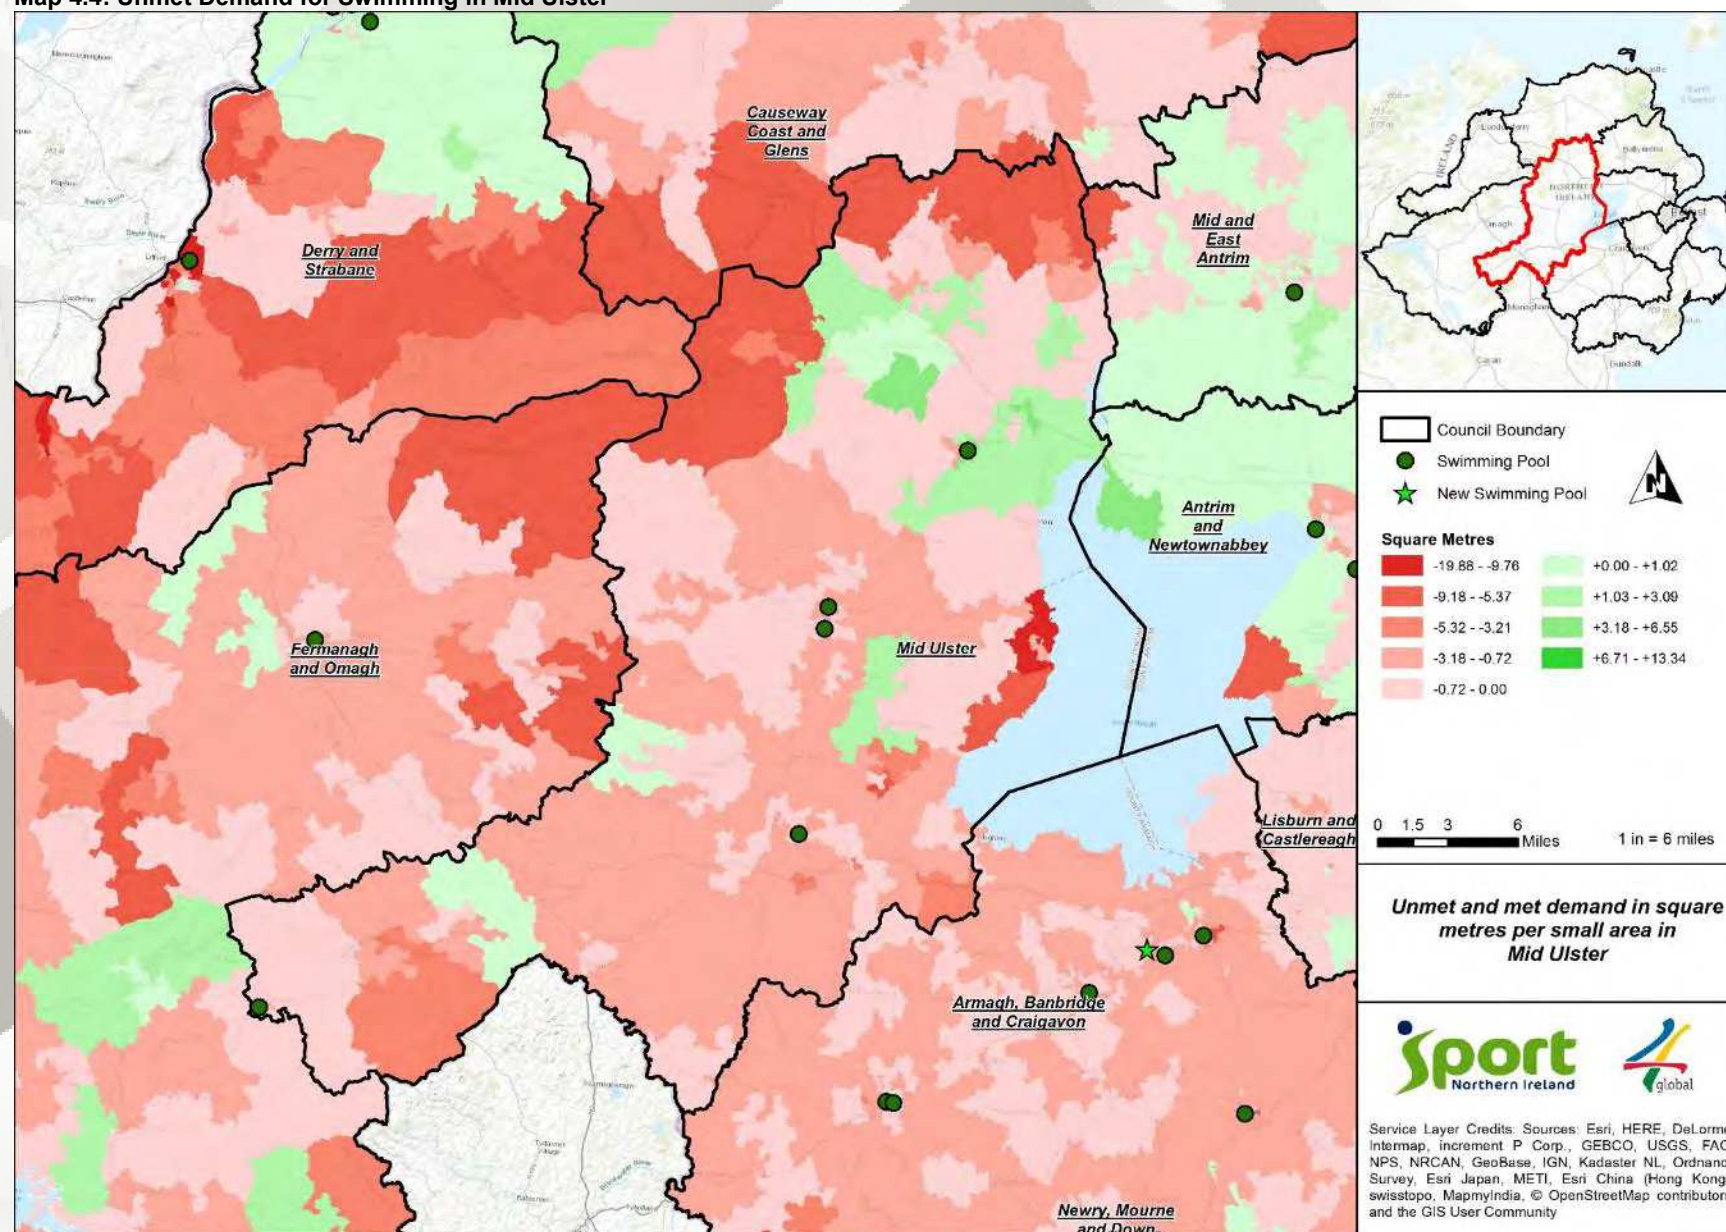 Map 4.4: Unmet Demand for Swimming in Mid Ulster
Causeway
Coast and
Glens
Derry and
Strabane
Mid and
East
Antrim
Antrim
and
Newtownabbey
Mid Ulster
Fermanagh
and Omagh
Lisburn and
Castlereagh
Armagh, Banbridge
and Craigavon
Newry, Mourne
and Down
Council Boundary
Swimming Pool
New Swimming Pool
N
Square Metres
-19.88 - -9.76
-9.18 - -5.37
-5.32 - -3.21
-3.18 - -0.72
-0.72 - 0.00
+0.00 - +1.02
+1.03 - +3.09
+3.18 - +6.55
+6.71 - +13.34
0 1.5 3 6
Miles
1 in = 6 miles
Unmet and met demand in square
metres per small area in
Mid Ulster
Sport
Northern Ireland
4 global
Service Layer Credits: Sources: Esri, HERE, DeLorme
Intermap, increment P Corp., GEBCO, USGS, FAO
NPS, NRCAN, GeoBase, IGN, Kadaster NL, Ordnanc
Survey, Esri Japan, METI, Esri China (Hong Kong
swisstopo, MapmyIndia, © OpenStreetMap contributor
and the GIS User Community